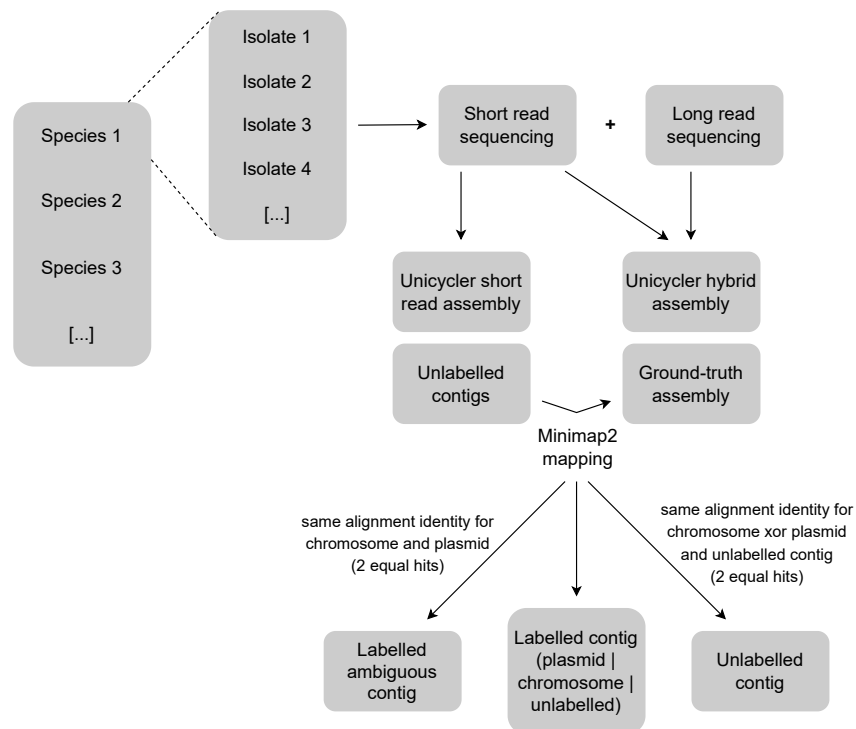 Species 1
Species 2
Species 3
[...]
Isolate 1
Isolate 2
Isolate 3
Isolate 4
[...]
Short read
sequencing
+
Long read
sequencing
Unicycler short
read assembly
Unicycler hybrid
assembly
Unlabelled
contigs
Ground-truth
assembly
Minimap2
mapping
same alignment identity for
chromosome and plasmid
(2 equal hits)
same alignment identity for
chromosome xor plasmid
and unlabelled contig
(2 equal hits)
Labelled
ambiguous
contig
Labelled contig
(plasmid |
chromosome |
unlabelled)
Unlabelled
contig